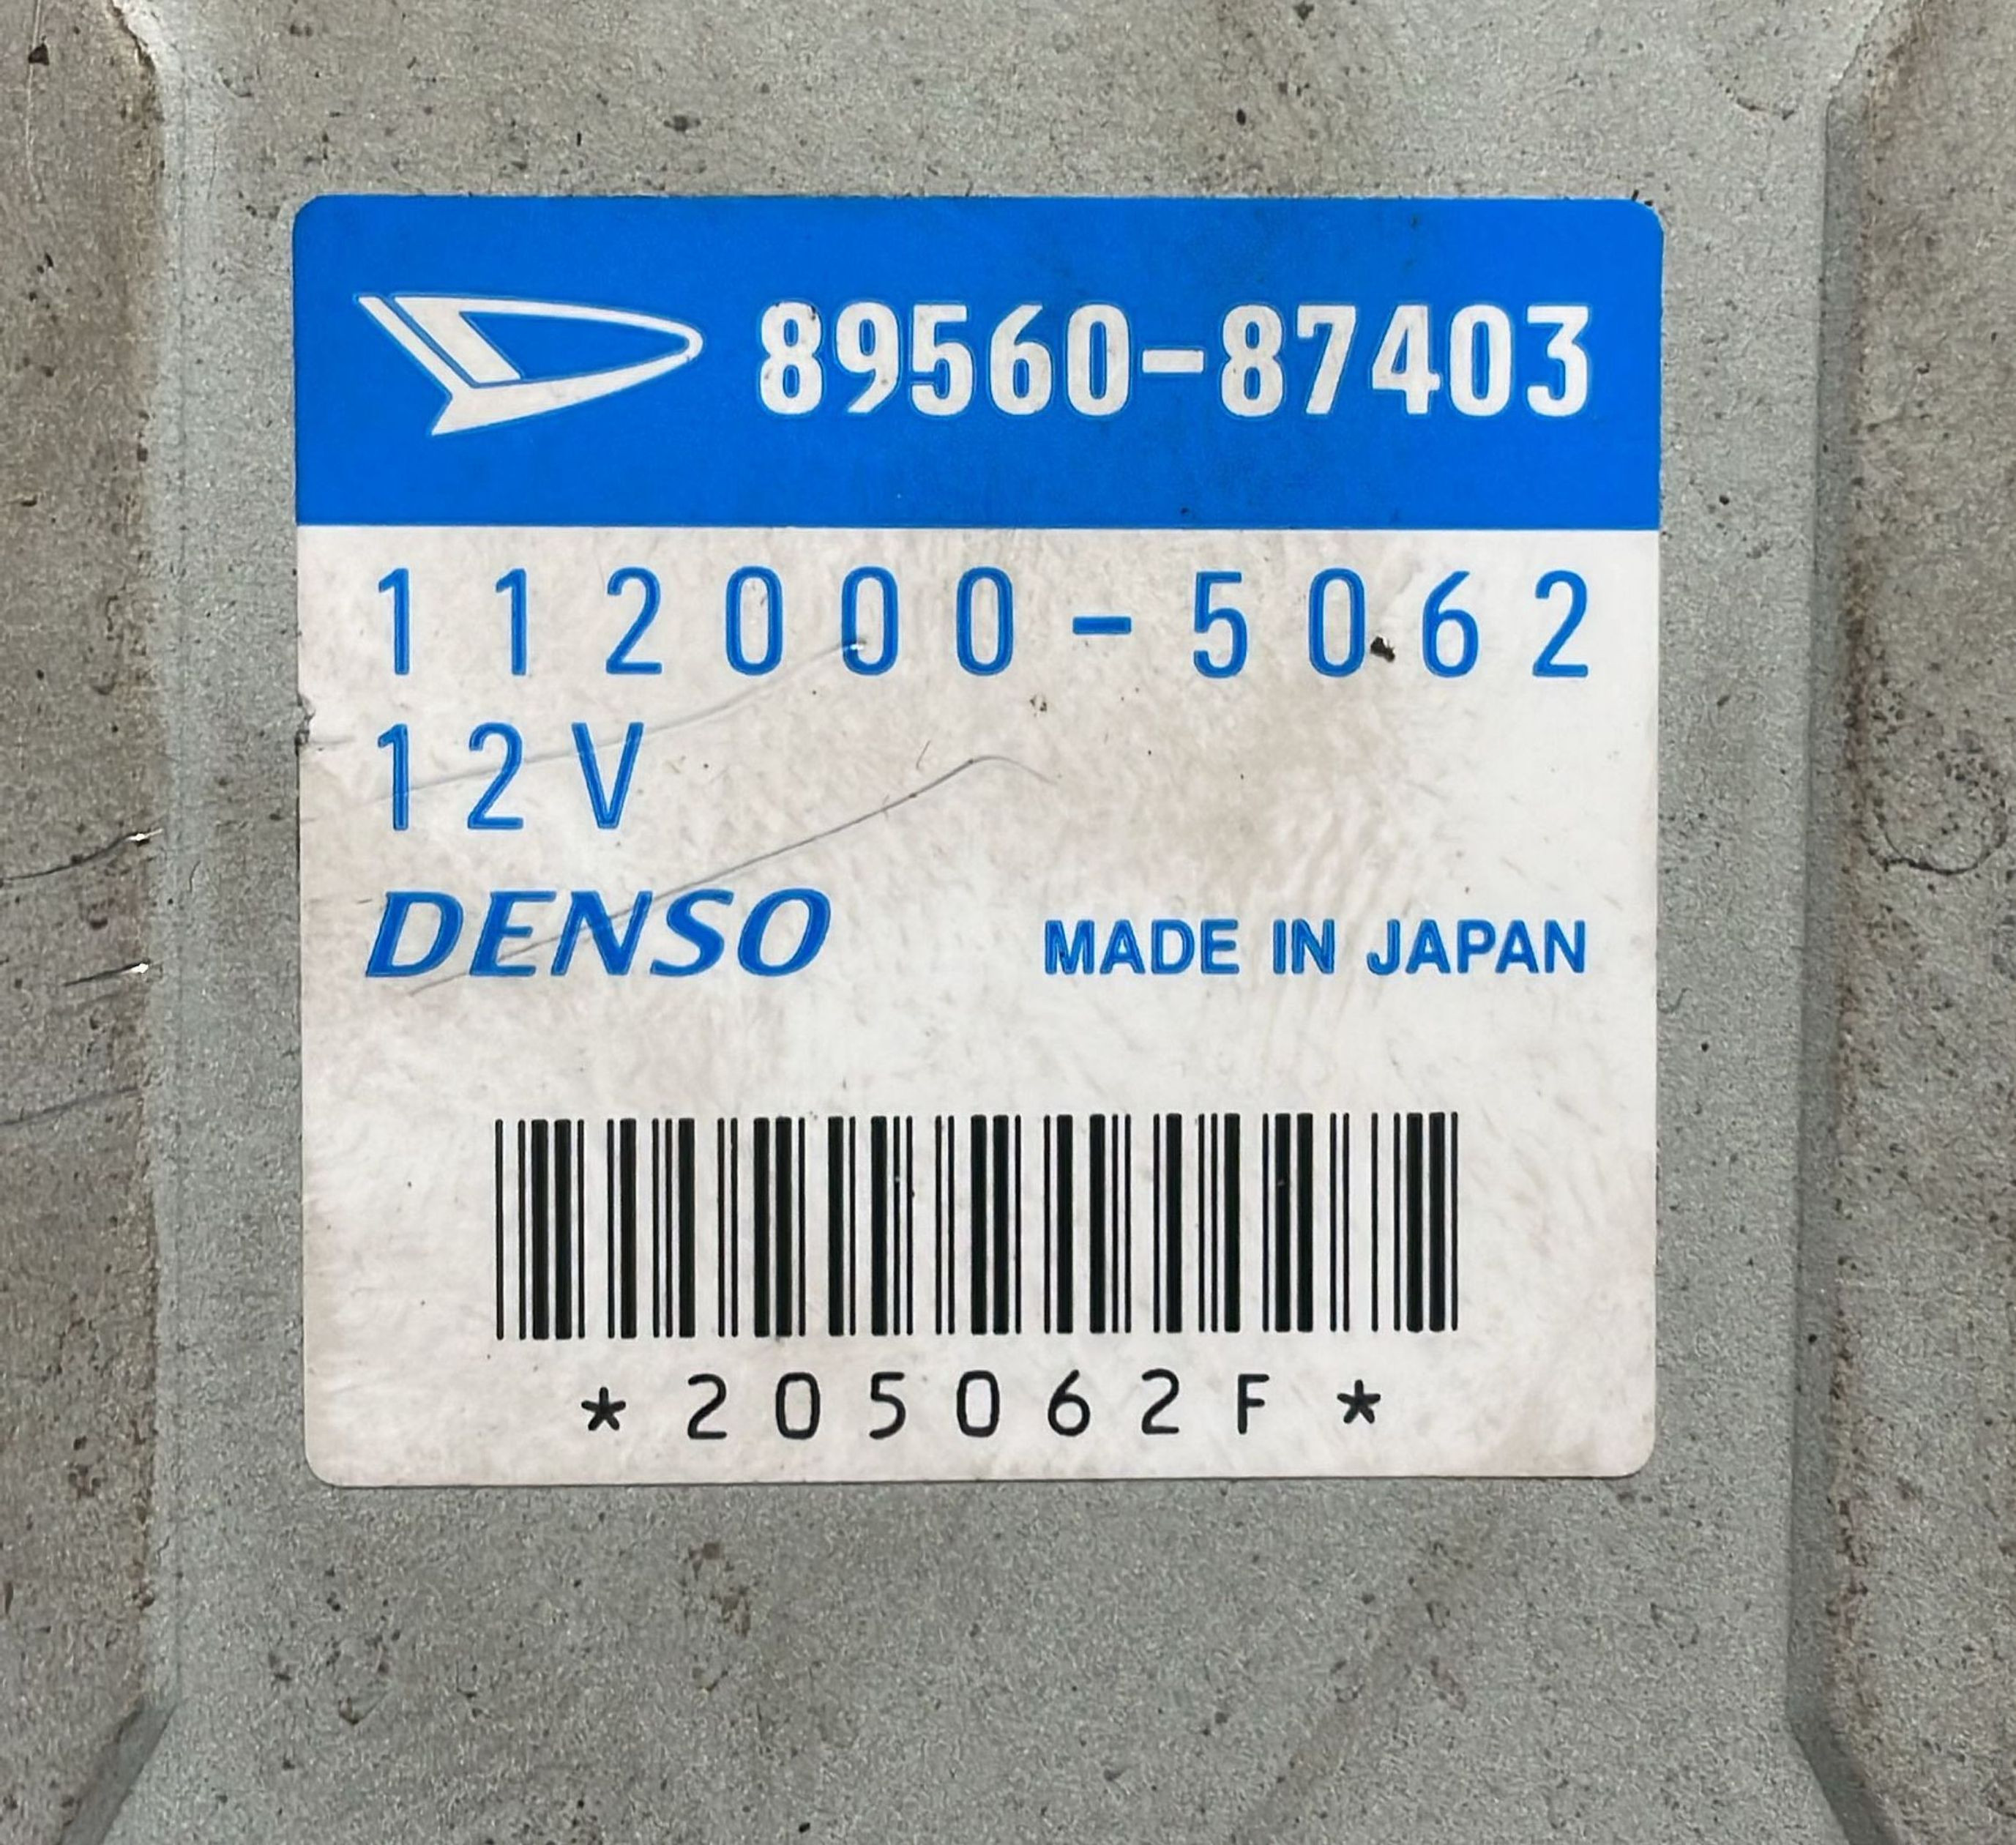 89560-87403
112000-5062
12V
DENSO MADE IN JAPAN
*205062F*